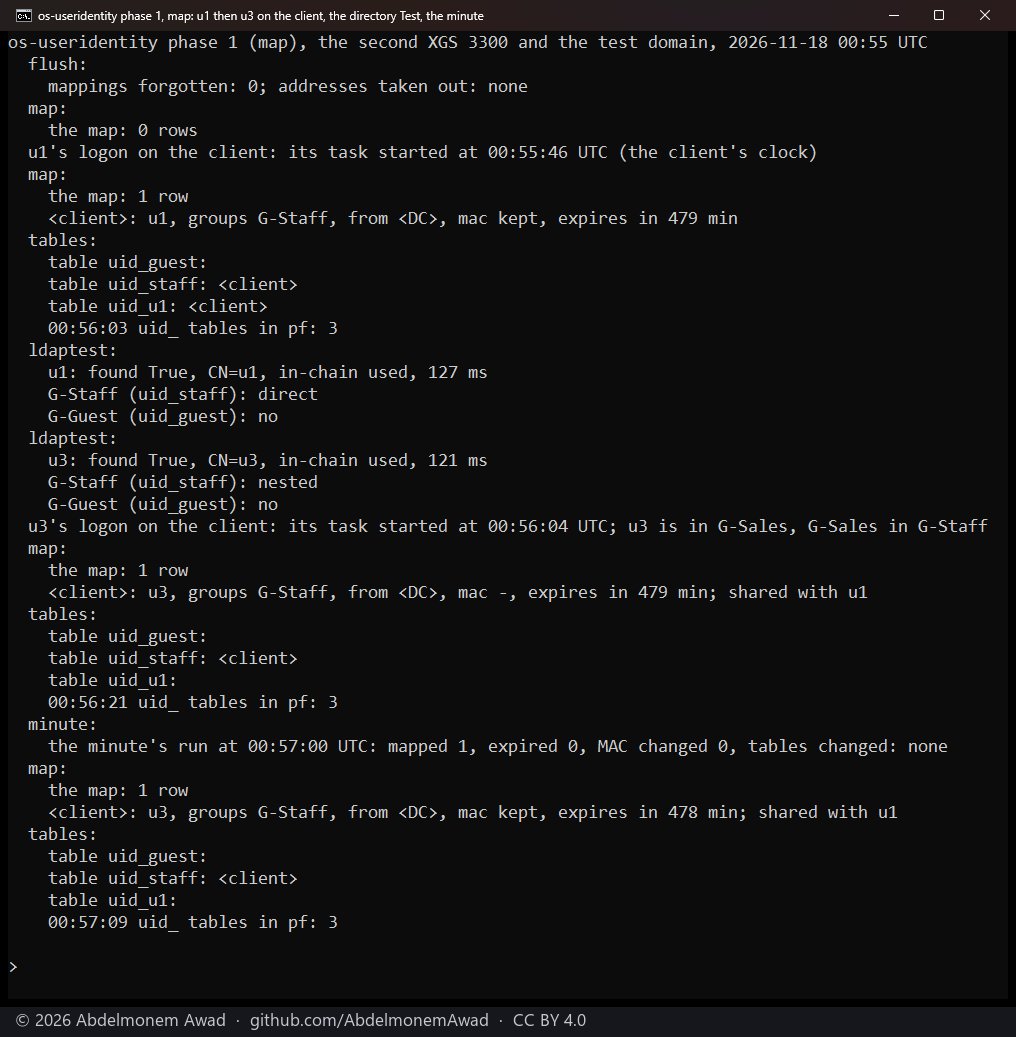 os-useridentity phase 1, map: u1 then u3 on the client, the directory Test, the minute
os-useridentity phase 1 (map), the second XGS 3300 and the test domain, 2026-11-18 00:55 UTC
flush:
mappings forgotten: 0; addresses taken out: none
map:
the map: 0 rows
u1's logon on the client: its task started at 00:55:46 UTC (the client's clock)
map:
the map: 1 row
<client>: u1, groups G-Staff, from <DC>, mac kept, expires in 479 min
tables:
table uid_guest:
table uid_staff: <client>
table uid_u1: <client>
00:56:03 uid_ tables in pf: 3
ldaptest:
u1: found True, CN=u1, in-chain used, 127 ms
G-Staff (uid_staff): direct
G-Guest (uid_guest): no
ldaptest:
u3: found True, CN=u3, in-chain used, 121 ms
G-Staff (uid_staff): nested
G-Guest (uid_guest): no
u3's logon on the client: its task started at 00:56:04 UTC; u3 is in G-Sales, G-Sales in G-Staff
map:
the map: 1 row
<client>: u3, groups G-Staff, from <DC>, mac -, expires in 479 min; shared with u1
tables:
table uid_guest:
table uid_staff: <client>
table uid_u1:
00:56:21 uid_ tables in pf: 3
minute:
the minute's run at 00:57:00 UTC: mapped 1, expired 0, MAC changed 0, tables changed: none
map:
the map: 1 row
<client>: u3, groups G-Staff, from <DC>, mac kept, expires in 478 min; shared with u1
tables:
table uid_guest:
table uid_staff: <client>
table uid_u1:
00:57:09 uid_ tables in pf: 3
>
© 2026 Abdelmonem Awad · github.com/AbdelmonemAwad · CC BY 4.0